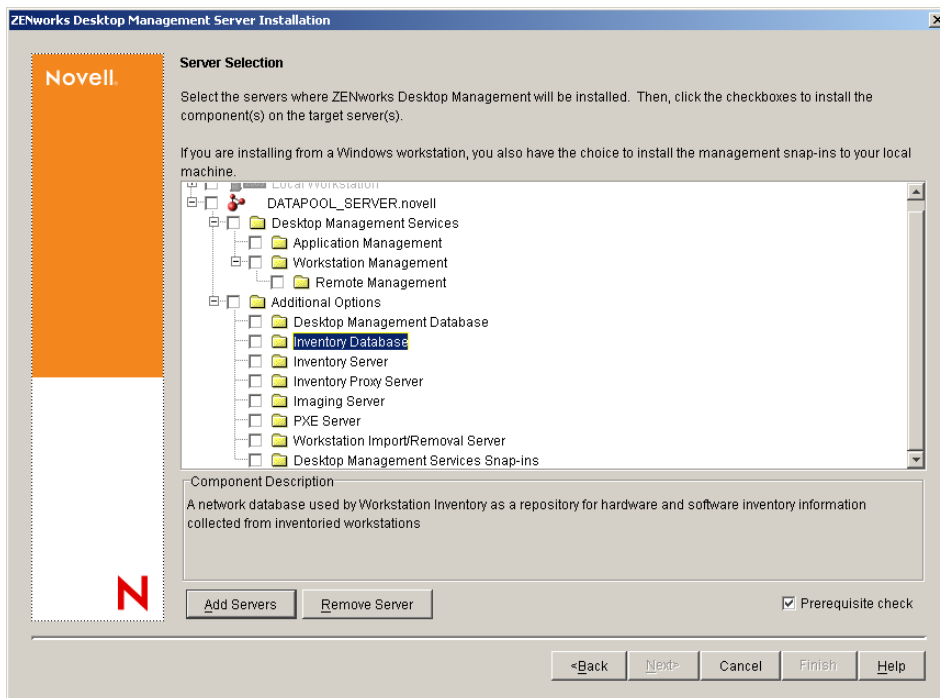 ZENworks Desktop Management Server Installation
Novell.
Server Selection
Select the servers where ZENworks Desktop Management will be installed. Then, click the checkboxes to install the
component(s) on the target server(s).
If you are installing from a Windows workstation, you also have the choice to install the management snap-ins to your local
machine.
Local Workstation
DATAPOOL_SERVER.novell
Desktop Management Services
Application Management
Workstation Management
Remote Management
Additional Options
Desktop Management Database
Inventory Database
Inventory Server
Inventory Proxy Server
Imaging Server
PXE Server
Workstation Import/Removal Server
Desktop Management Services Snap-ins
Component Description
A network database used by Workstation Inventory as a repository for hardware and software inventory information
collected from inventoried workstations
N
Add Servers
Remove Server
Prerequisite check
<Back
Next>
Cancel
Finish
Help